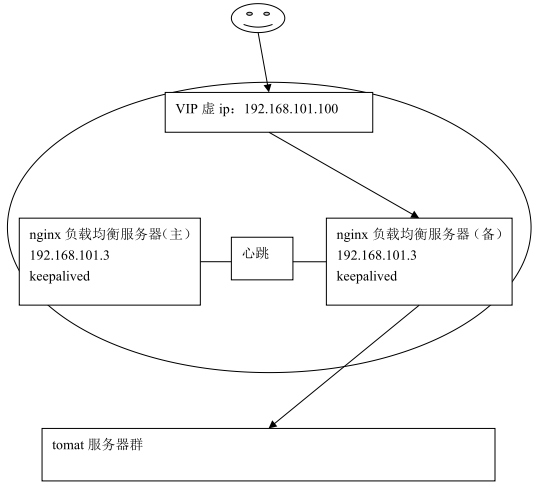 VIP 虚 ip：192.168.101.100
nginx 负载均衡服务器（主）
192.168.101.3
keepalived
心跳
nginx 负载均衡服务器（备）
192.168.101.3
keepalived
tomat 服务器群